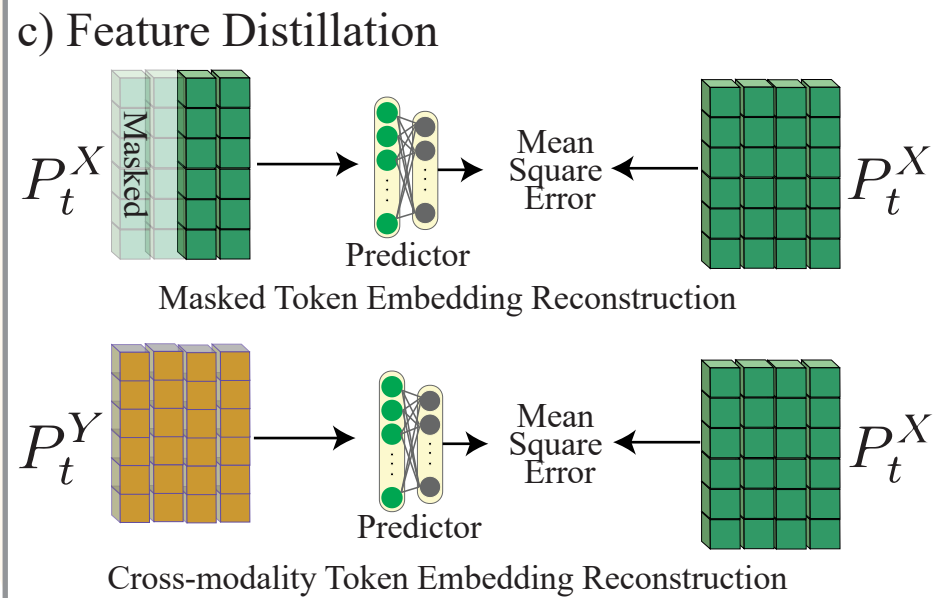 c) Feature Distillation
P_t^X
Masked
Predictor
Mean
Square
Error
P_t^X
Masked Token Embedding Reconstruction
P_t^Y
Predictor
Mean
Square
Error
P_t^X
Cross-modality Token Embedding Reconstruction